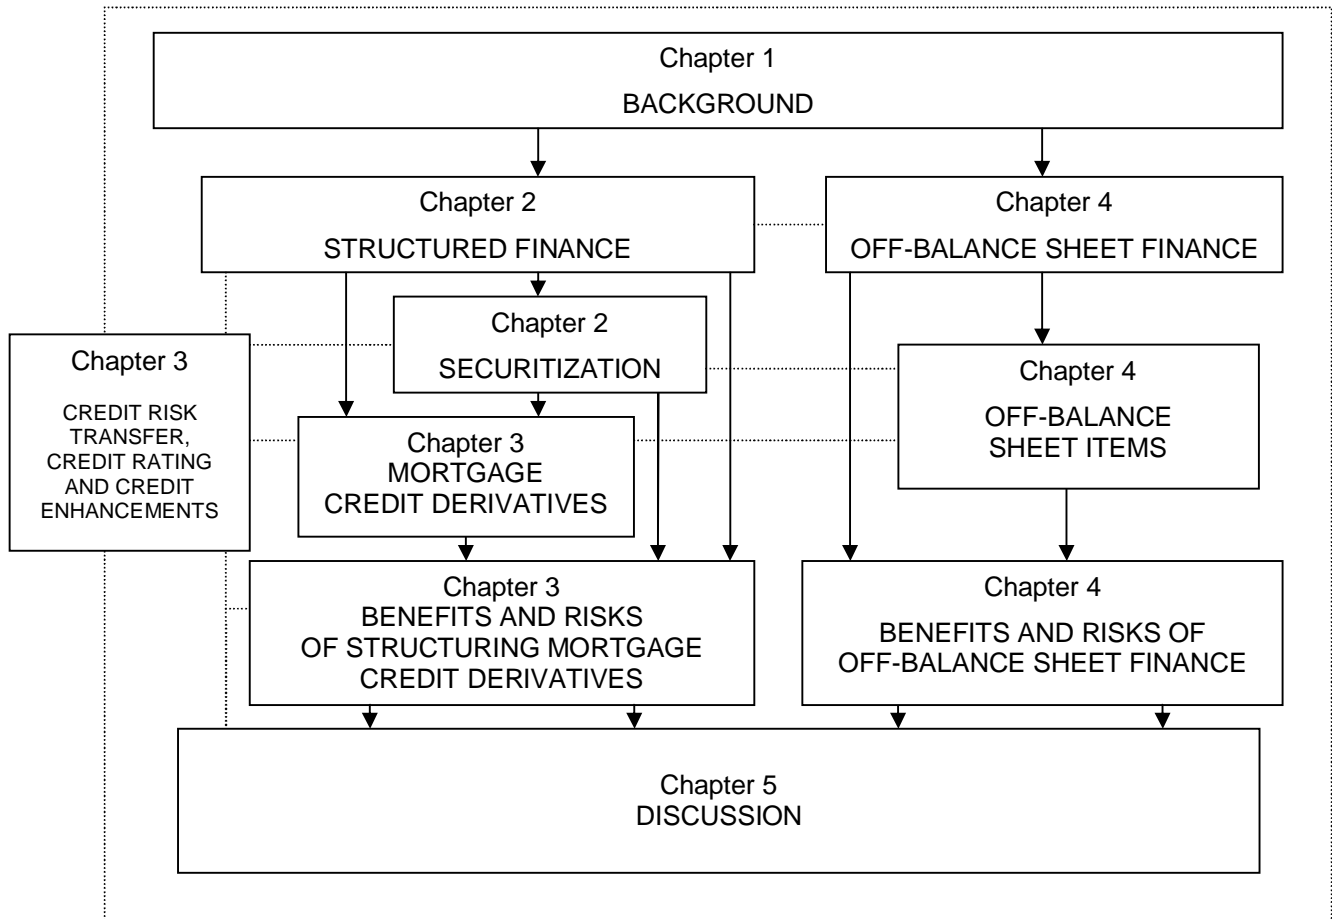 Chapter 1
BACKGROUND
Chapter 2
STRUCTURED FINANCE
Chapter 4
OFF-BALANCE SHEET FINANCE
Chapter 2
SECURITIZATION
Chapter 3
CREDIT RISK
TRANSFER,
CREDIT RATING
AND CREDIT
ENHANCEMENTS
Chapter 4
OFF-BALANCE
SHEET ITEMS
Chapter 3
MORTGAGE
CREDIT DERIVATIVES
Chapter 3
BENEFITS AND RISKS
OF STRUCTURING MORTGAGE
CREDIT DERIVATIVES
Chapter 4
BENEFITS AND RISKS OF
OFF-BALANCE SHEET FINANCE
Chapter 5
DISCUSSION